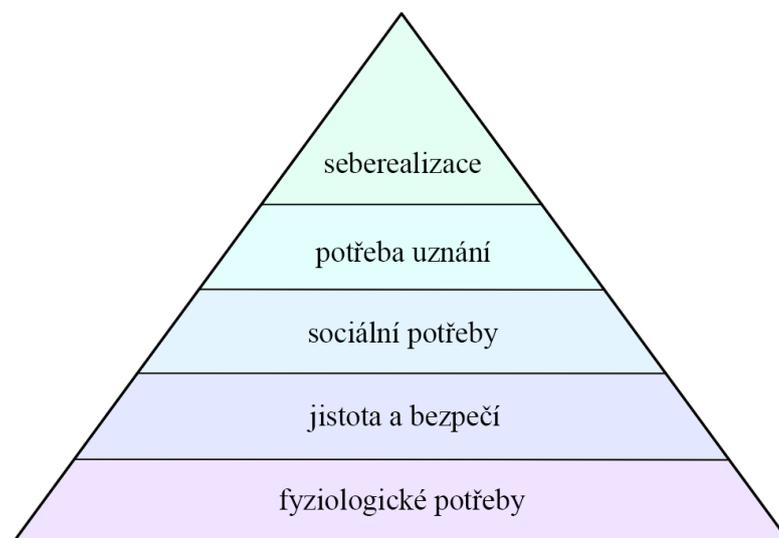 seberealizace
potřeba uznání
sociální potřeby
jistota a bezpečí
fyziologické potřeby